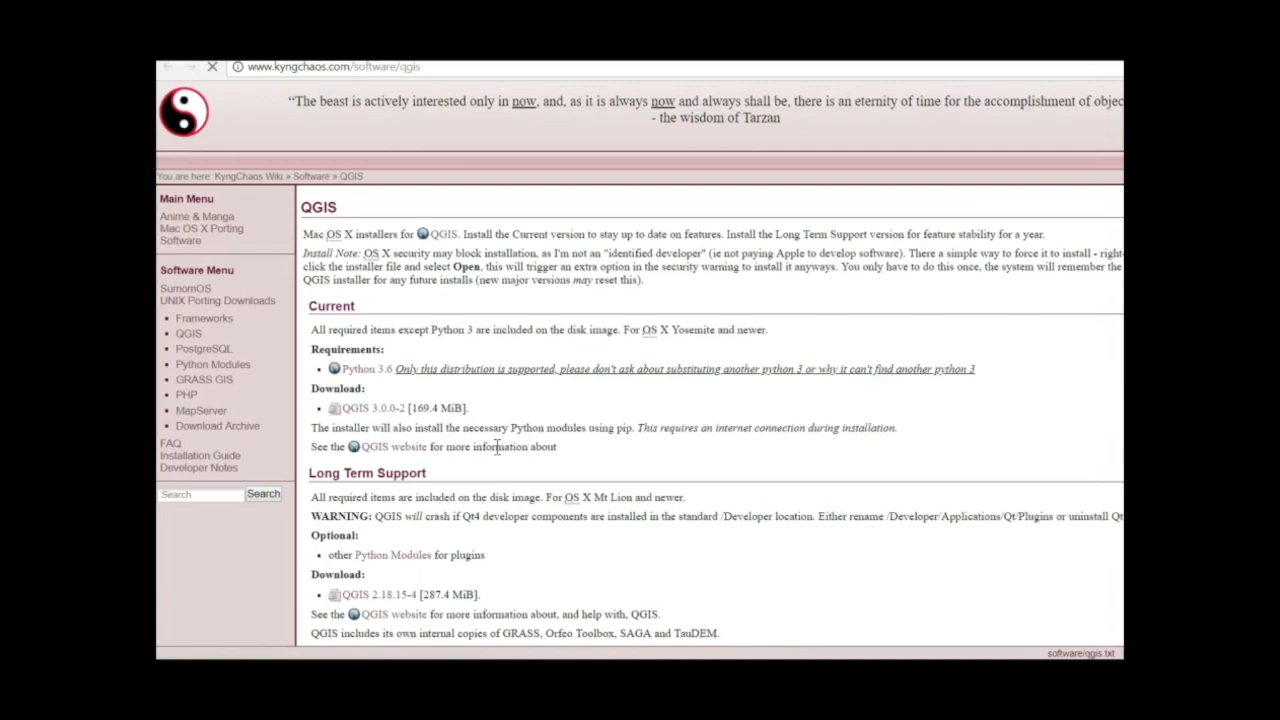 www.kyngchaos.com/software/qgis
“The beast is actively interested only in now, and, as it is always now and always shall be, there is an eternity of time for the accomplishment of
- the wisdom of Tarzan
You are here: KyngChaos Wiki » Software » QGIS
Main Menu
Anime & Manga
Mac OS X Porting
Software
Software Menu
SumomOS
UNIX Porting Downloads
Frameworks
QGIS
PostgreSQL
Python Modules
GRASS GIS
PHP
MapServer
Download Archive
FAQ
Installation Guide
Developer Notes
Search Search
QGIS
Mac OS X installers for QGIS. Install the Current version to stay up to date on features. Install the Long Term Support version for feature stability for a year.
Install Note: OS X security may block installation, as I'm not an "identified developer" (ie not paying Apple to develop software). There a simple way to force it to install - right-
click the installer file and select Open, this will trigger an extra option in the security warning to install it anyways. You only have to do this once, the system will remember the
QGIS installer for any future installs (new major versions may reset this).
Current
All required items except Python 3 are included on the disk image. For OS X Yosemite and newer.
Requirements:
Python 3.6 Only this distribution is supported, please don't ask about substituting another python 3 or why it can't find another python 3
Download:
QGIS 3.0.0-2 [169.4 MiB].
The installer will also install the necessary Python modules using pip. This requires an internet connection during installation.
See the QGIS website for more information about
Long Term Support
All required items are included on the disk image. For OS X Mt Lion and newer.
WARNING: QGIS will crash if Qt4 developer components are installed in the standard /Developer location. Either rename /Developer/Applications/Qt/Plugins or uninstall Qt
Optional:
other Python Modules for plugins
Download:
QGIS 2.18.15-4 [287.4 MiB].
See the QGIS website for more information about, and help with, QGIS.
QGIS includes its own internal copies of GRASS, Orfeo Toolbox, SAGA and TauDEM.
software/qgis.txt